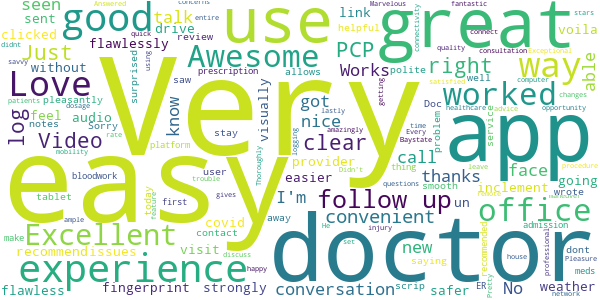 seen
sent
good
use
great
Just
talk
drive
link
PCP
helpful
voila
clicked
flawlessly
review
Awesome
Works
polite
right
way
able
without
surprised
prescription
allows
saw
know
visually
Love
Very
app
worked
log
pleasantly
audio
notes
Sorry
feel
Video
got
nice
clear
call
Doc
problem
service
well
computer
changes
stay
provider
Every
Baystate
easy
I'm
easier
thing
thanks
face
going
wrote
bloodwork
tablet
user
first
today
feature
covid
contact
away
follow up
convenient
un
smooth
inclement
office
Excellent
doctor
new
saying
recommended
admission
dont
meds
recommend
issues
make
visit
conversation
experience
flawless
fingerprint
strongly
scrip
safer
ER
No
weather
network
entire
concerns
quick
using
didnt
savvy
patients
dosage
mobility
rate
trouble
gives
discuss
happy
Thoroughly
amazingly
lastly
logging
platform
ample
Answered
Marvelous
fantastic
connect
connectivity
stars
quality
consultation
Exceptional
satisfied
getting
healthcare
advice
opportunity
time
leave
procedure
questions
Didn't
He
set
injury
house
professional
Pretty
Pleasure